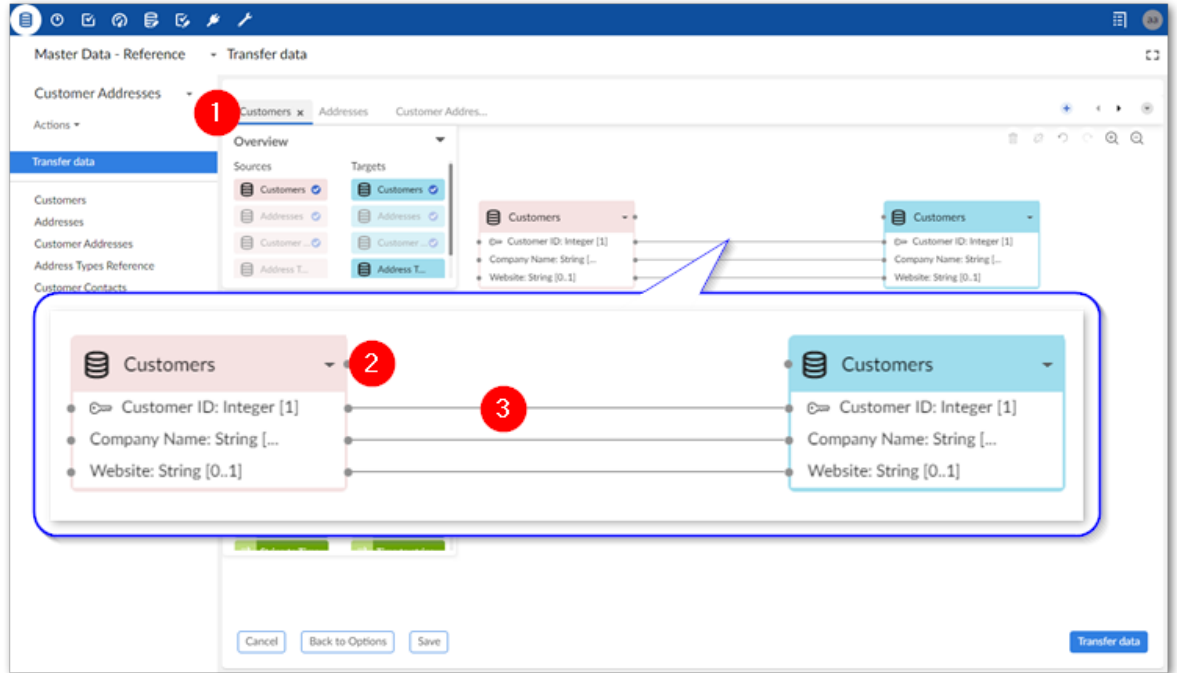 aa
Master Data - Reference
Transfer data
Customer Addresses
Actions
Transfer data
Customers
Addresses
Customer Addresses
Address Types Reference
Customer Contacts
1
Customers x
Addresses
Customer Addres...
Overview
Sources
Targets
Customers
Customers
Addresses
Addresses
Customer ...
Customer ...
Address T...
Address T...
Customers
Customer ID: Integer [1]
Company Name: String [...
Website: String [0..1]
Customers
Customer ID: Integer [1]
Company Name: String [...
Website: String [0..1]
Customers
2
Customer ID: Integer [1]
3
Company Name: String [...
Website: String [0..1]
Customers
Customer ID: Integer [1]
Company Name: String [...
Website: String [0..1]
Cancel
Back to Options
Save
Transfer data